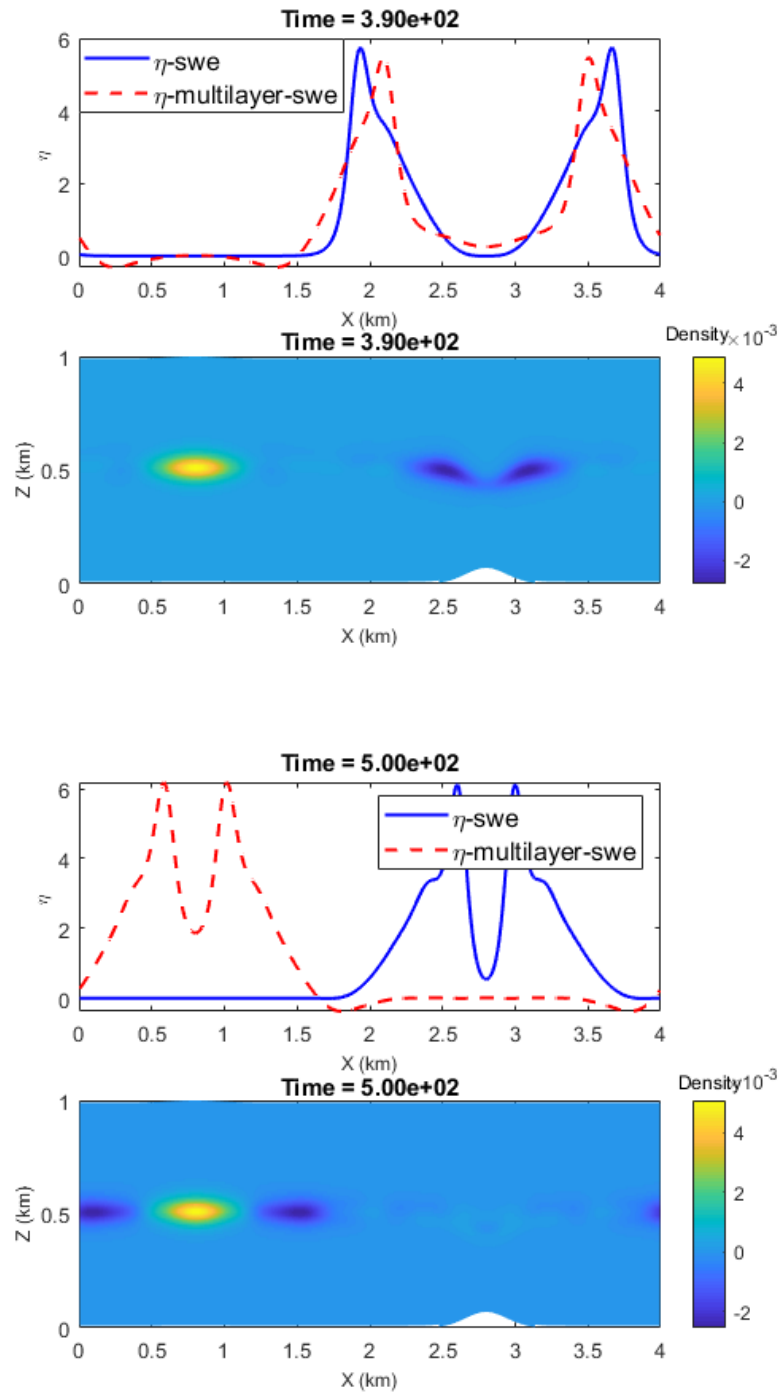 Time = 3.90e+02
6
4
2
0
η
η-swe
η-multilayer-swe
0 0.5 1 1.5 2 2.5 3 3.5 4
X (km)
Time = 3.90e+02
Density ×10⁻³
1
0.5
0
Z (km)
4
2
0
-2
0 0.5 1 1.5 2 2.5 3 3.5 4
X (km)
Time = 5.00e+02
6
4
2
0
η
η-swe
η-multilayer-swe
0 0.5 1 1.5 2 2.5 3 3.5 4
X (km)
Time = 5.00e+02
Density ×10⁻³
1
0.5
0
Z (km)
4
2
0
-2
0 0.5 1 1.5 2 2.5 3 3.5 4
X (km)